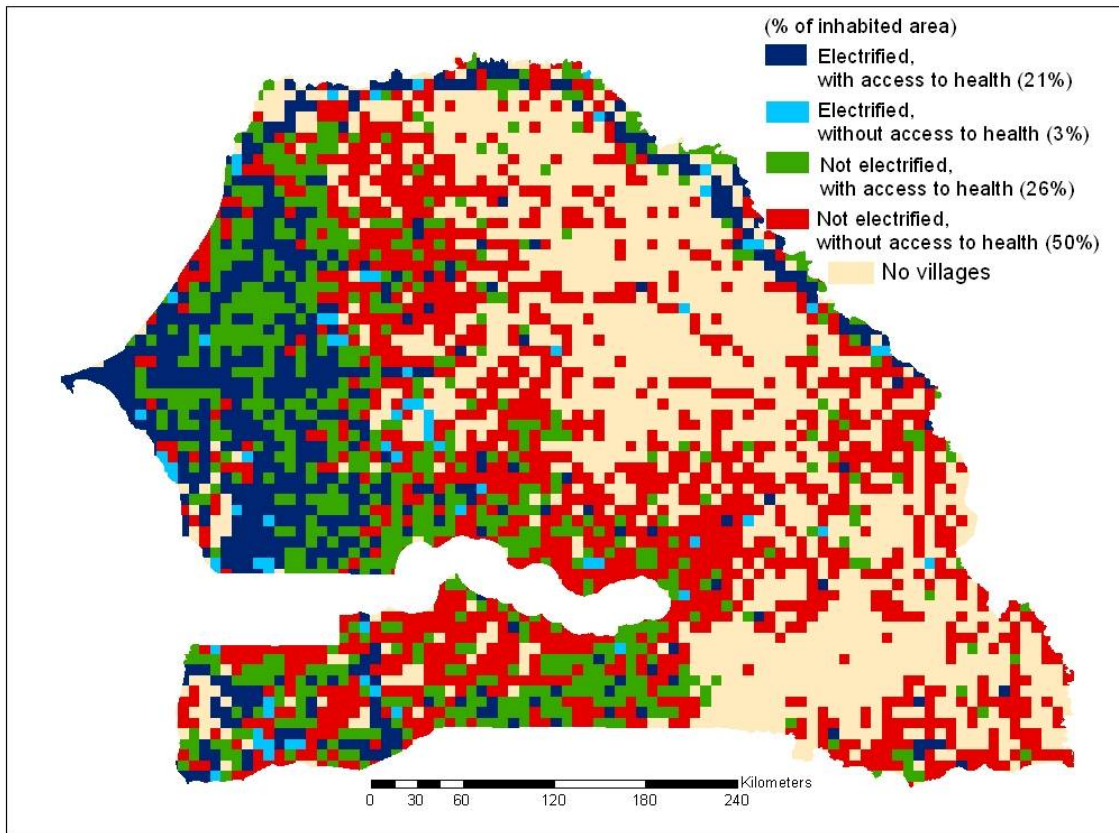 (% of inhabited area)
Electrified,
with access to health (21%)
Electrified,
without access to health (3%)
Not electrified,
with access to health (26%)
Not electrified,
without access to health (50%)
No villages
Kilometers
0 30 60 120 180 240